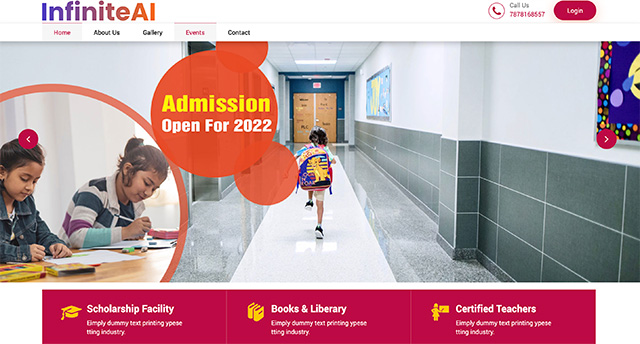 InfiniteAI
Call Us
7878168557
Login
Home
About Us
Gallery
Events
Contact
Admission
Open For 2022
Scholarship Facility
Eimply dummy text printing ypese
tting industry.
Books & Liberary
Eimply dummy text printing ypese
tting industry.
Certified Teachers
Eimply dummy text printing ypese
tting industry.